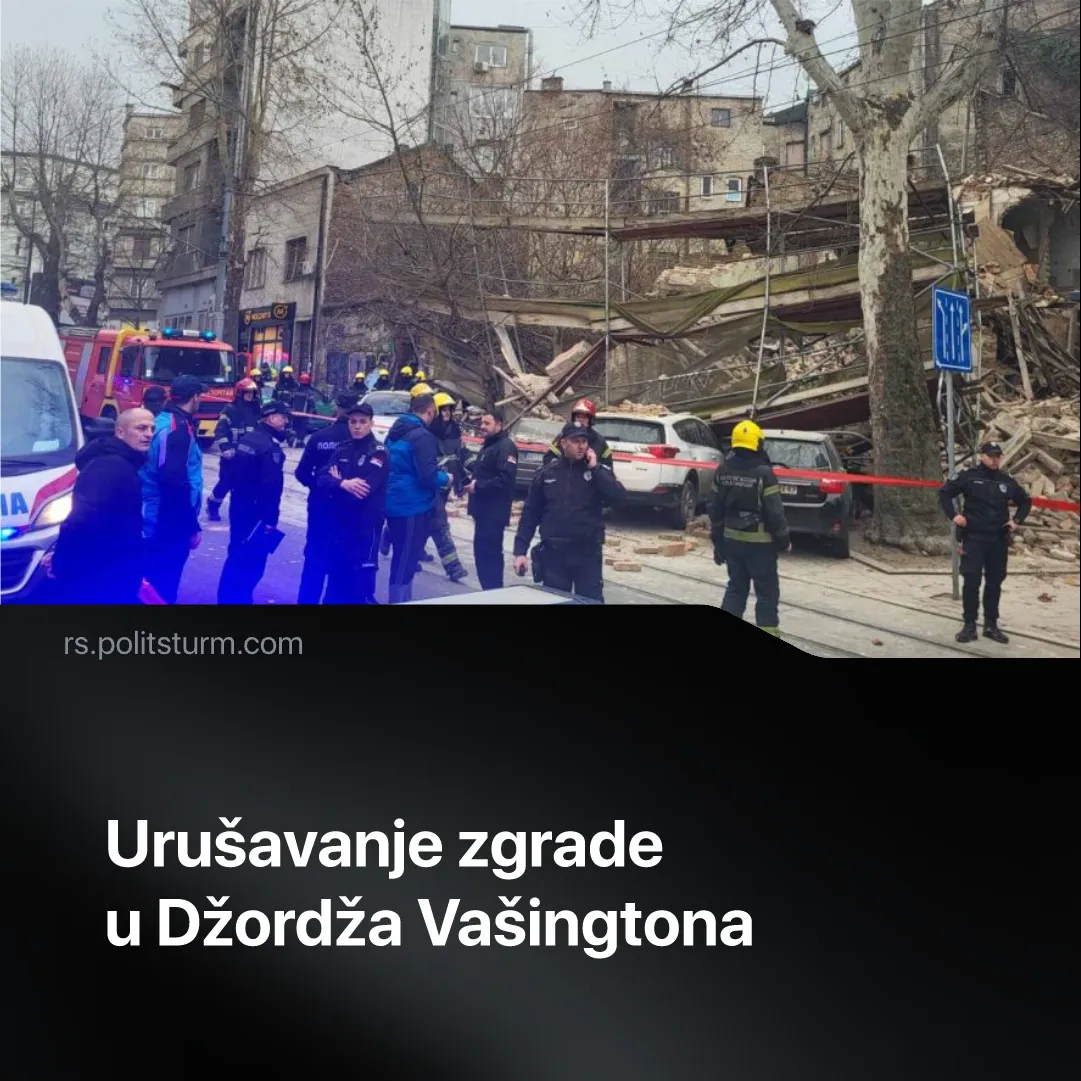 rs.politsturm.com
Urušavanje zgrade
u Džordža Vašingtona